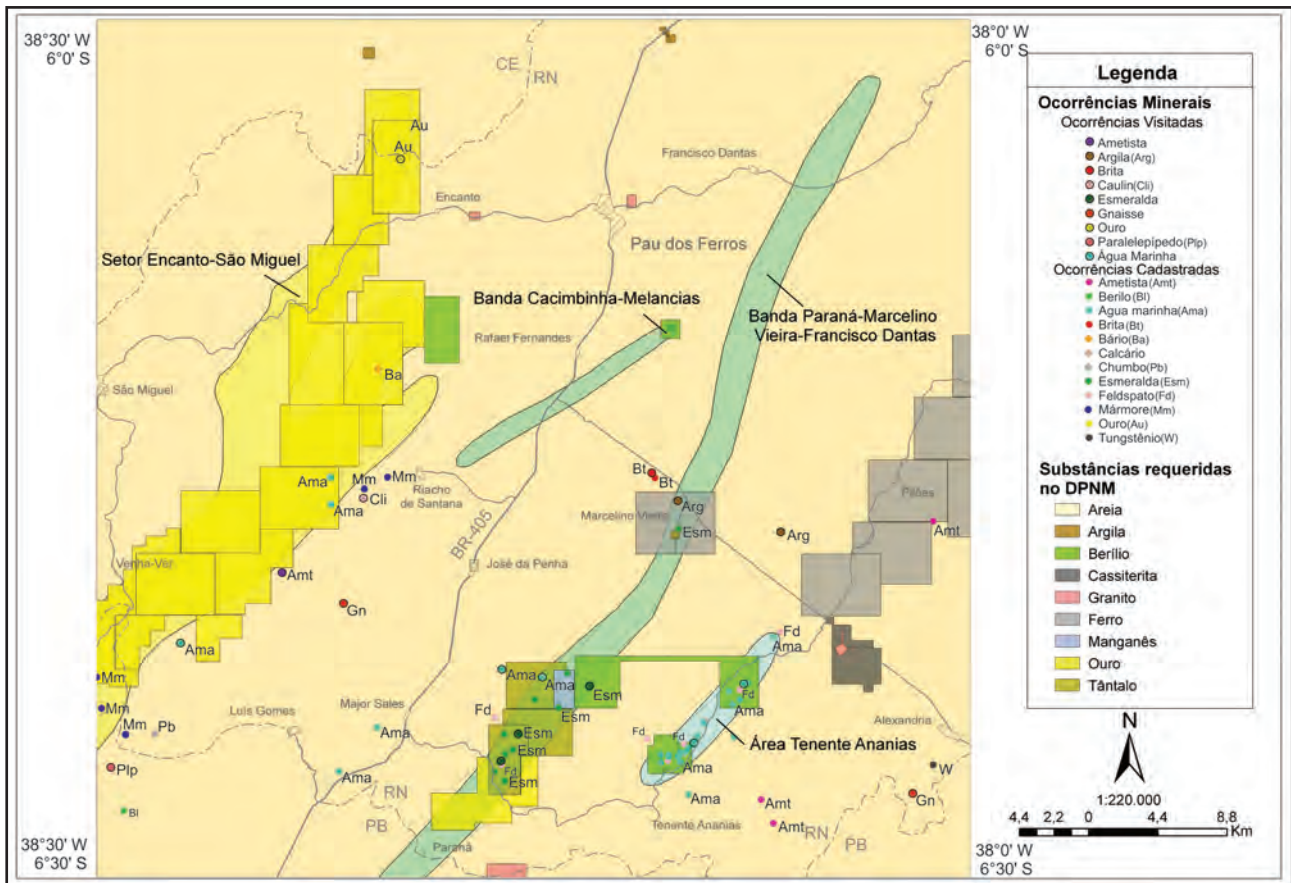 38°30' W
6°0' S
38°0' W
6°0' S
CE
RN
Au
Au
Francisco Dantas
Encanto
Pau dos Ferros
Setor Encanto-São Miguel
Banda Cacimbinha-Melancias
Banda Paraná-Marcelino
Vieira-Francisco Dantas
Rafael Fernandes
Ba
São Miguel
Ama
Mm
Mm
Cli
Ama
Riacho
de Santana
Bt
Bt
Pilões
Arg
Marcelino Vieira
Esm
Arg
Amt
BR-405
Venha-Ver
José da Penha
Amt
Gn
Ama
Fd
Ama
Mm
Ama
Ama
Esm
Fd
Ama
Mm
Luis Gomes
Major Sales
Fd
Esm
Alexandria
Mm
Pb
Ama
Esm
Fd
Fd
Área Tenente Ananias
Esm
Plp
Ama
Fd
Esm
Ama
W
RN
PB
Ama
Amt
Gn
Bl
Tenente Ananias
Amt
RN
PB
Paraná
38°30' W
6°30' S
38°0' W
6°30' S
Legenda
Ocorrências Minerais
Ocorrências Visitadas
Ametista
Argila(Arg)
Brita
Caulin(Cli)
Esmeralda
Gnaisse
Ouro
Paralelepípedo(Plp)
Água Marinha
Ocorrências Cadastradas
Ametista(Amt)
Berilo(Bl)
Agua marinha(Ama)
Brita(Bt)
Bário(Ba)
Calcário
Chumbo(Pb)
Esmeralda(Esm)
Feldspato(Fd)
Mármore(Mm)
Ouro(Au)
Tungstênio(W)
Substâncias requeridas
no DPNM
Areia
Argila
Berílio
Cassiterita
Granito
Ferro
Manganês
Ouro
Tântalo
N
1:220.000
4,4 2,2 0 4,4 8,8
Km